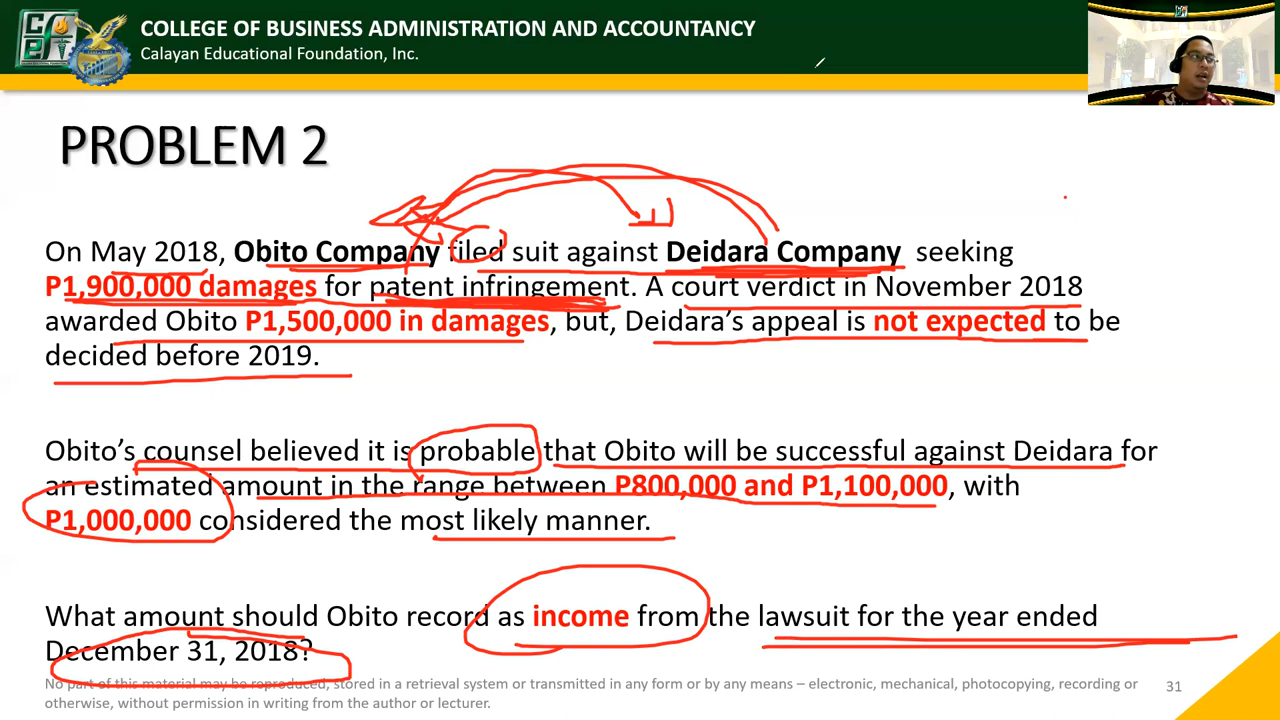 COLLEGE OF BUSINESS ADMINISTRATION AND ACCOUNTANCY
Calayan Educational Foundation, Inc.
PROBLEM 2
On May 2018, Obito Company filed suit against Deidara Company seeking
P1,900,000 damages for patent infringement. A court verdict in November 2018
awarded Obito P1,500,000 in damages, but, Deidara's appeal is not expected to be
decided before 2019.
Obito's counsel believed it is probable that Obito will be successful against Deidara for
an estimated amount in the range between P800,000 and P1,100,000, with
P1,000,000 considered the most likely manner.
What amount should Obito record as income from the lawsuit for the year ended
December 31, 2018?
No part of this material may be reproduced, stored in a retrieval system or transmitted in any form or by any means – electronic, mechanical, photocopying, recording or
otherwise, without permission in writing from the author or lecturer.
31